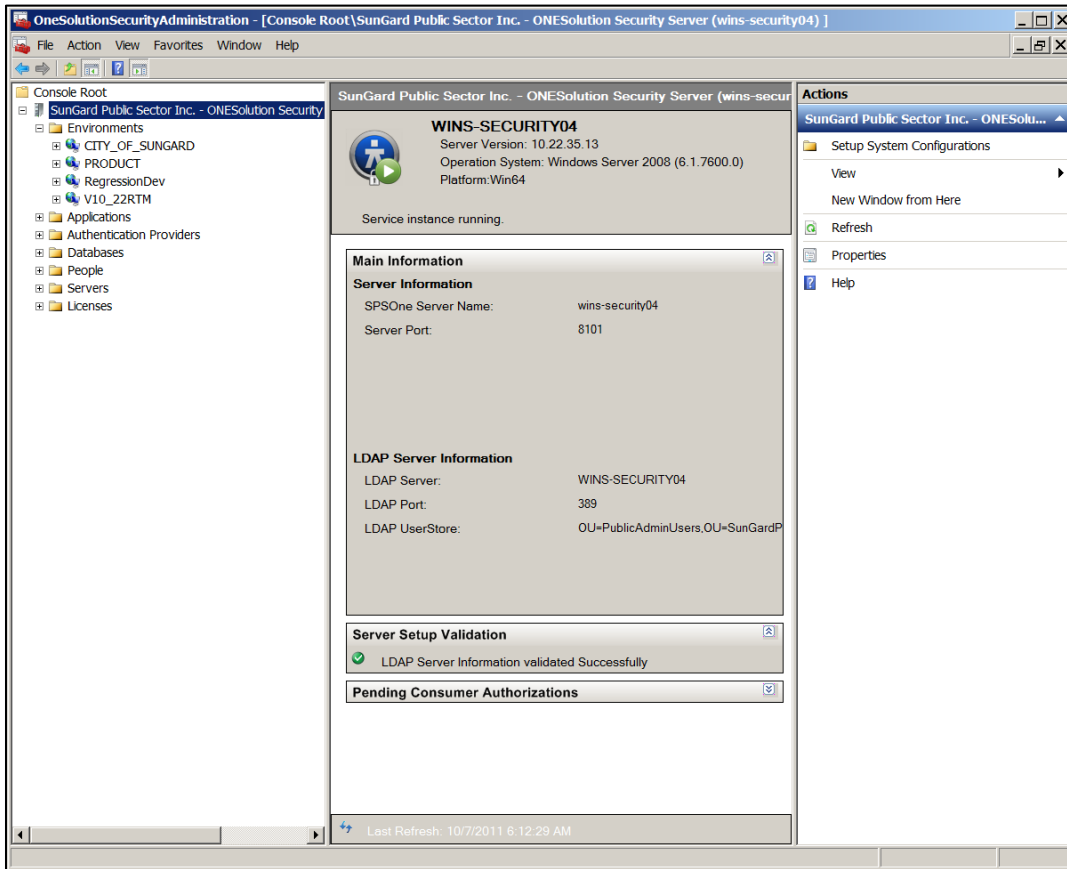 OneSolutionSecurityAdministration - [Console Root\SunGard Public Sector Inc. - ONESolution Security Server (wins-security04) ]
File Action View Favorites Window Help
Console Root
SunGard Public Sector Inc. - ONESolution Security
Environments
CITY_OF_SUNGARD
PRODUCT
RegressionDev
V10_22RTM
Applications
Authentication Providers
Databases
People
Servers
Licenses
SunGard Public Sector Inc. - ONESolution Security Server (wins-secur
WINS-SECURITY04
Server Version: 10.22.35.13
Operation System: Windows Server 2008 (6.1.7600.0)
Platform:Win64
Service instance running.
Main Information
Server Information
SPSOne Server Name: wins-security04
Server Port: 8101
LDAP Server Information
LDAP Server: WINS-SECURITY04
LDAP Port: 389
LDAP UserStore: OU=PublicAdminUsers,OU=SunGardP
Server Setup Validation
LDAP Server Information validated Successfully
Pending Consumer Authorizations
Last Refresh: 10/7/2011 6:12:29 AM
Actions
SunGard Public Sector Inc. - ONESolu...
Setup System Configurations
View
New Window from Here
Refresh
Properties
Help